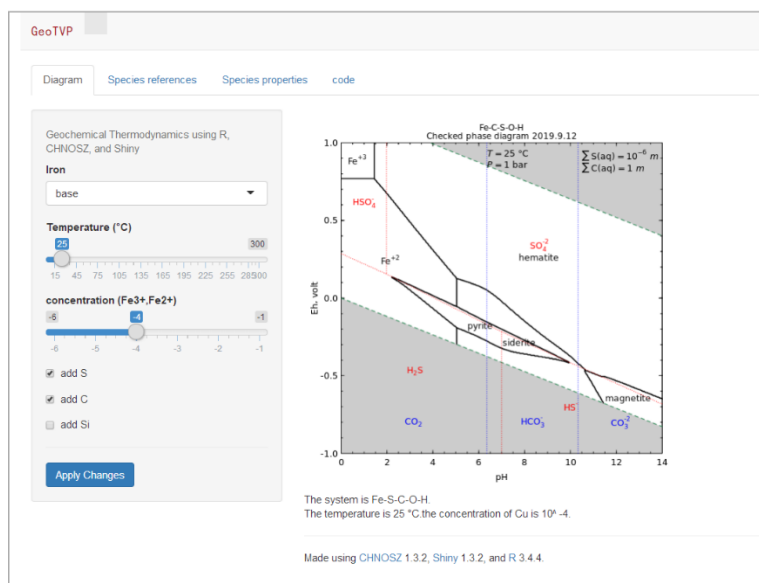 GeoTVP
Diagram Species references Species properties code
Geochemical Thermodynamics using R,
CHNOSZ, and Shiny
Iron
base
Temperature (°C)
25 300
15 45 75 105 135 165 195 225 255 285300
concentration (Fe3+,Fe2+)
-6 -4 -1
-6 -5 -4 -3 -2 -1
add S
add C
add Si
Apply Changes
Fe-C-S-O-H
Checked phase diagram 2019.9.12
T = 25 °C
P = 1 bar
∑ S(aq) = 10⁻⁶ m
∑ C(aq) = 1 m
Fe⁺³
HSO₄⁻
SO₄⁻²
hematite
Fe⁺²
pyrite
siderite
H₂S
HS⁻
magnetite
CO₂
HCO₃⁻
CO₃⁻²
1.0
0.5
0.0
-0.5
-1.0
Eh, volt
0 2 4 6 8 10 12 14
pH
The system is Fe-S-C-O-H.
The temperature is 25 °C,the concentration of Cu is 10^ -4.
Made using CHNOSZ 1.3.2, Shiny 1.3.2, and R 3.4.4.